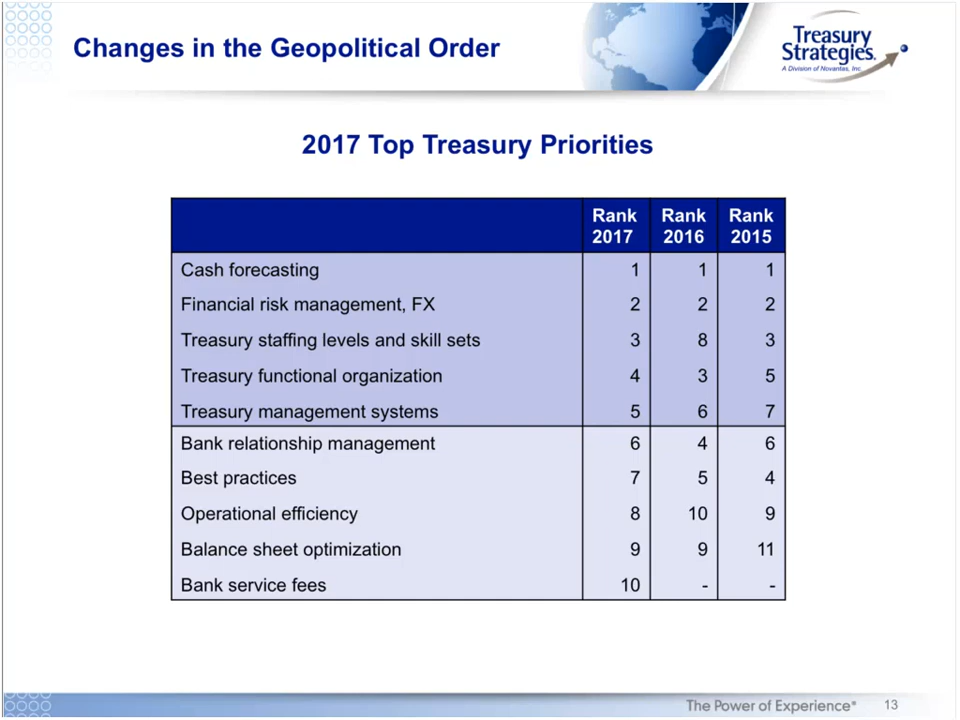 Changes in the Geopolitical Order
Treasury
Strategies.
A Division of Novantas, Inc.
2017 Top Treasury Priorities
Rank 2017 Rank 2016 Rank 2015
Cash forecasting 1 1 1
Financial risk management, FX 2 2 2
Treasury staffing levels and skill sets 3 8 3
Treasury functional organization 4 3 5
Treasury management systems 5 6 7
Bank relationship management 6 4 6
Best practices 7 5 4
Operational efficiency 8 10 9
Balance sheet optimization 9 9 11
Bank service fees 10 - -
The Power of Experience® 13